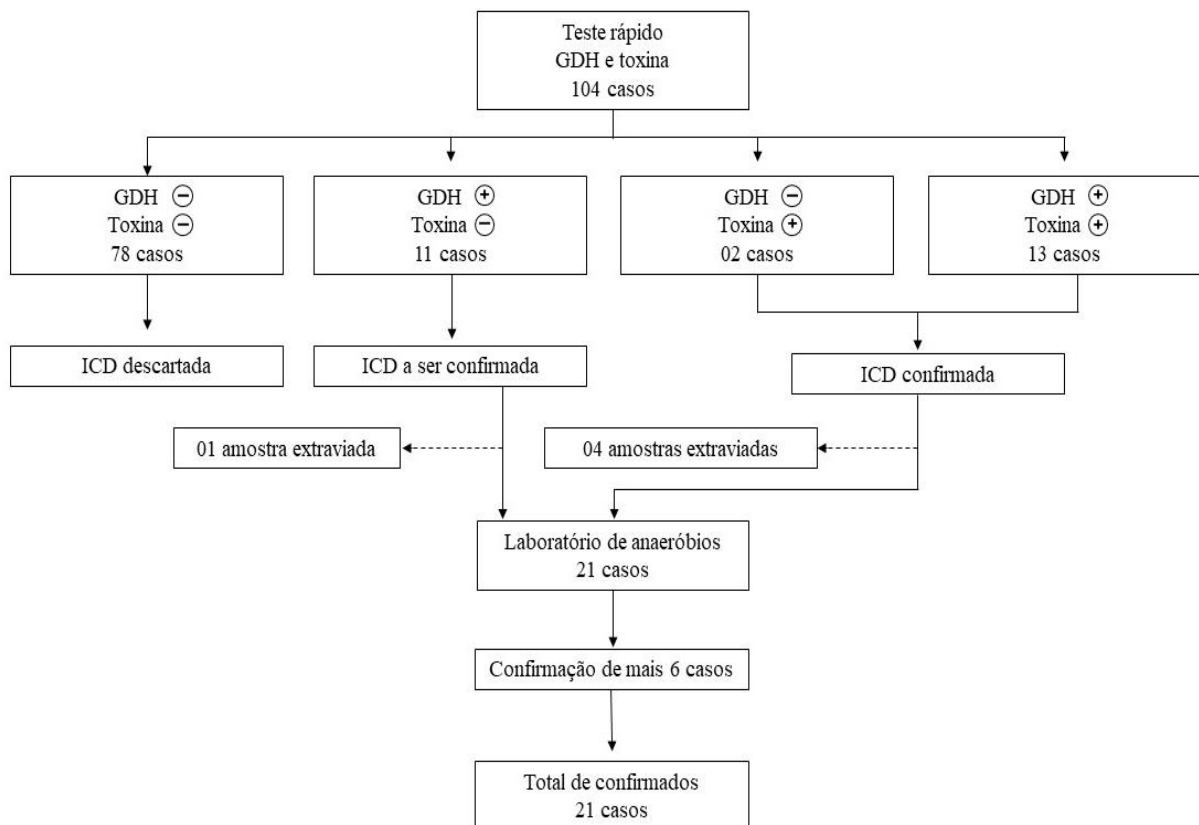 Teste rápido
GDH e toxina
104 casos
GDH −
Toxina −
78 casos
GDH +
Toxina −
11 casos
GDH −
Toxina +
02 casos
GDH +
Toxina +
13 casos
ICD descartada
ICD a ser confirmada
ICD confirmada
01 amostra extraviada
04 amostras extraviadas
Laboratório de anaeróbios
21 casos
Confirmação de mais 6 casos
Total de confirmados
21 casos